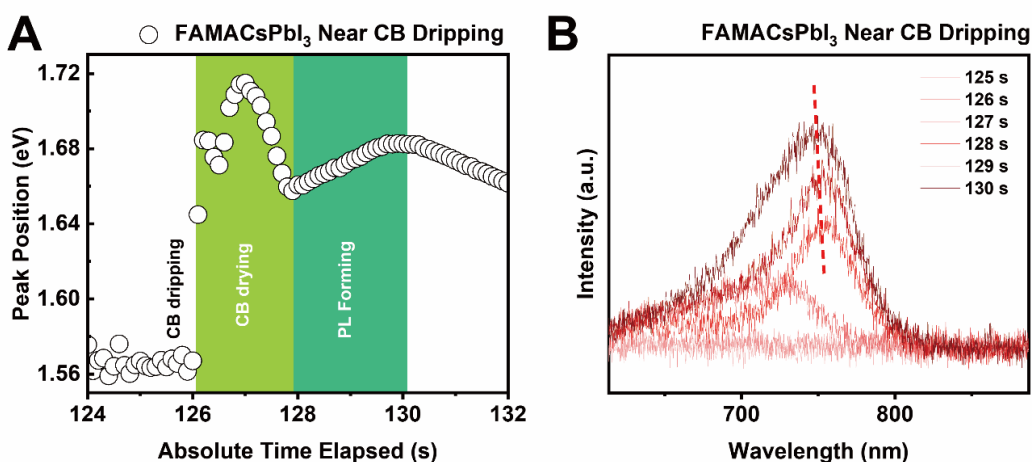 A
FAMACsPbI₃ Near CB Dripping
Peak Position (eV)
1.72
1.68
1.64
1.60
1.56
CB dripping
CB drying
PL Forming
124
126
128
130
132
Absolute Time Elapsed (s)
B
FAMACsPbI₃ Near CB Dripping
125 s
126 s
127 s
128 s
129 s
130 s
Intensity (a.u.)
700
800
Wavelength (nm)